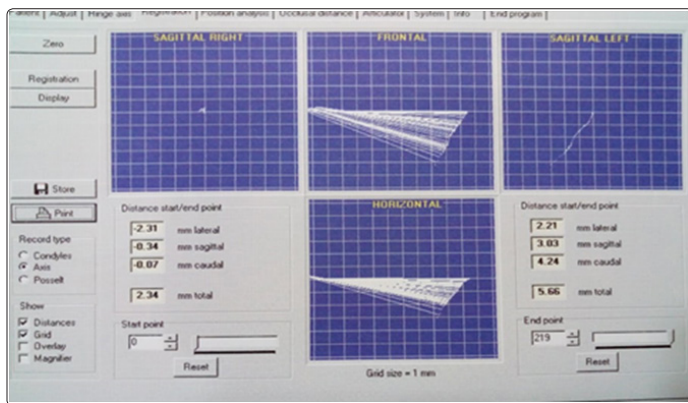 Patient | Adjust | Hinge axis Registration | Position analysis | Occlusal distance | Articulator | System | Info | End program |
Zero
SAGITTAL RIGHT
FRONTAL
SAGITTAL LEFT
Registration
Display
Store
Print
HORIZONTAL
Distance start/end point
-2.31 mm lateral
-0.34 mm sagittal
-0.07 mm caudal
2.34 mm total
Distance start/end point
2.21 mm lateral
3.03 mm sagittal
4.24 mm caudal
5.66 mm total
Record type
Condyles
Axis
Posselt
Show
Distances
Grid
Overlay
Magnifier
Start point
0
Reset
End point
219
Reset
Grid size = 1 mm